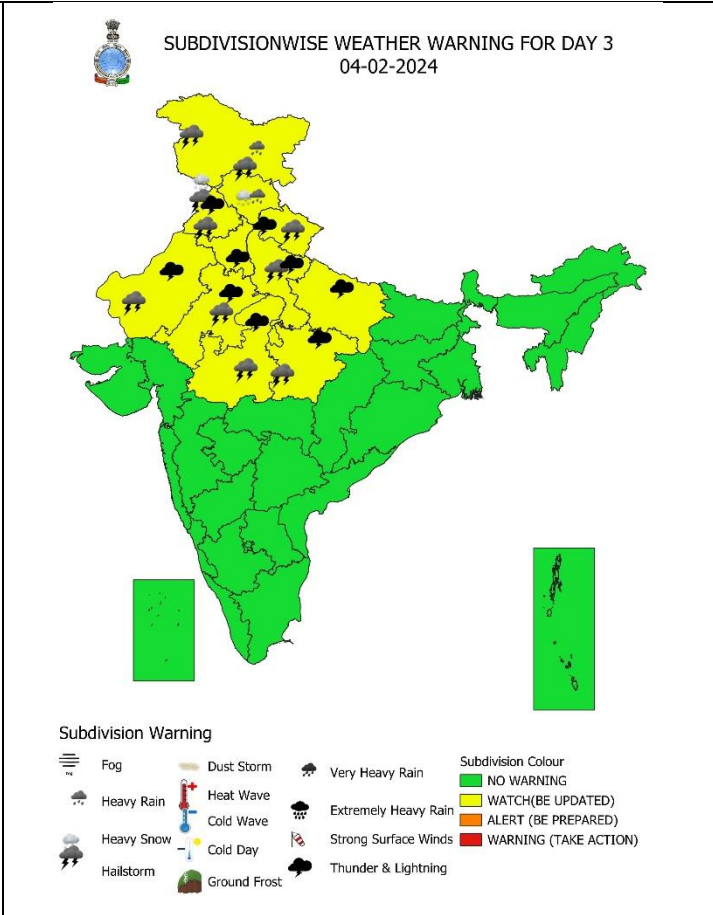 SUBDIVISIONWISE WEATHER WARNING FOR DAY 3
04-02-2024
Subdivision Warning
Fog
Heavy Rain
Heavy Snow
Hailstorm
Dust Storm
Heat Wave
Cold Wave
Cold Day
Ground Frost
Very Heavy Rain
Extremely Heavy Rain
Strong Surface Winds
Thunder & Lightning
Subdivision Colour
NO WARNING
WATCH(BE UPDATED)
ALERT (BE PREPARED)
WARNING (TAKE ACTION)